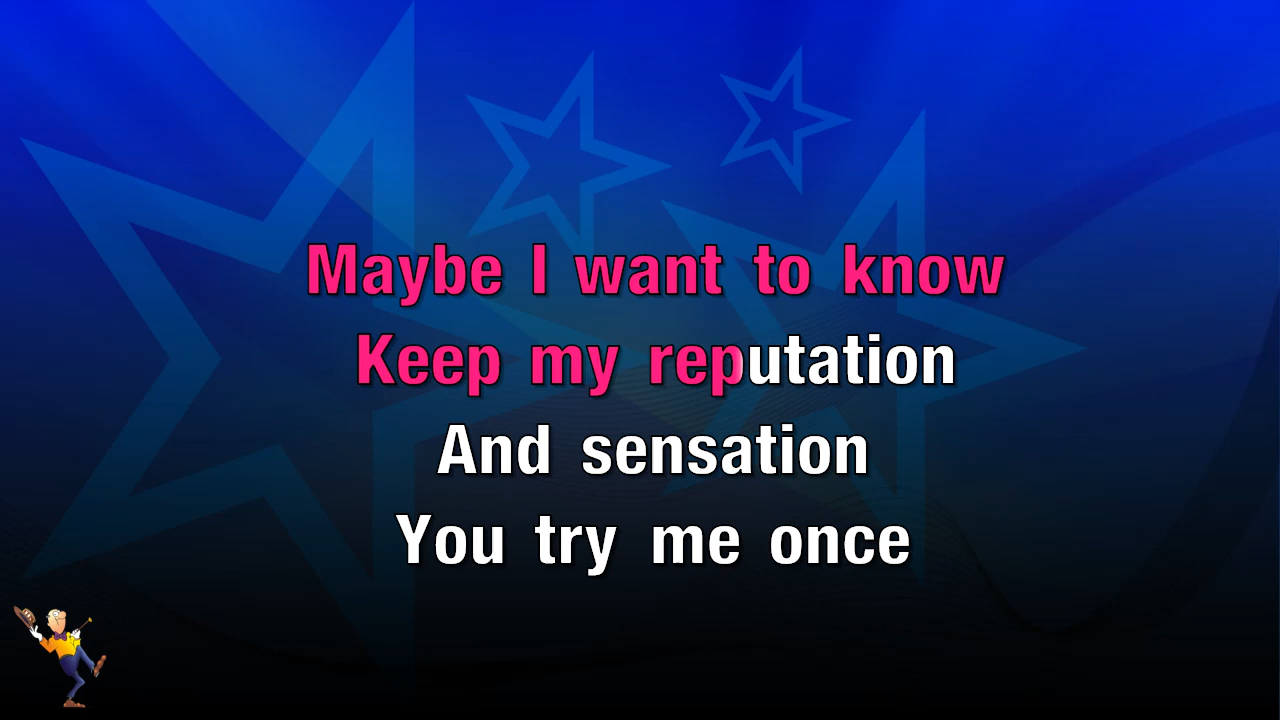 Maybe I want to know
Keep my reputation
And sensation
You try me once